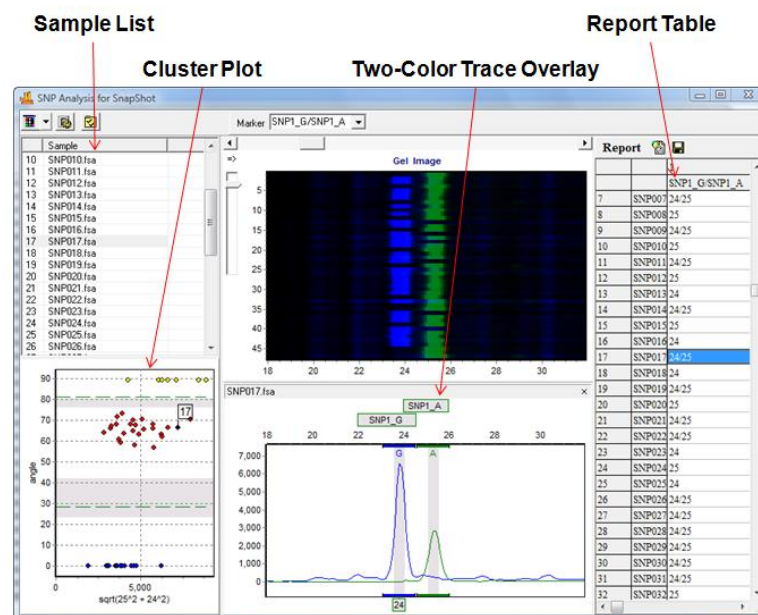 Sample List
Report Table
Cluster Plot
Two-Color Trace Overlay
SNP Analysis for SnapShot
Marker SNP1_G/SNP1_A
Sample
10 SNP010.fsa
11 SNP011.fsa
12 SNP012.fsa
13 SNP013.fsa
14 SNP014.fsa
15 SNP015.fsa
16 SNP016.fsa
17 SNP017.fsa
18 SNP018.fsa
19 SNP019.fsa
20 SNP020.fsa
21 SNP021.fsa
22 SNP022.fsa
23 SNP023.fsa
24 SNP024.fsa
25 SNP025.fsa
26 SNP026.fsa
=>
Gel Image
5
10
15
20
25
30
35
40
45
18 20 22 24 26 28 30 32
Report
SNP1_G/SNP1_A
7 SNP007 24/25
8 SNP008 25
9 SNP009 24/25
10 SNP010 25
11 SNP011 24/25
12 SNP012 25
13 SNP013 24
14 SNP014 24/25
15 SNP015 25
16 SNP016 24
17 SNP017 24/25
18 SNP018 24
19 SNP019 24/25
20 SNP020 25
21 SNP021 24/25
22 SNP022 24/25
23 SNP023 24
24 SNP024 25
25 SNP025 24
26 SNP026 24/25
27 SNP027 24/25
28 SNP028 24/25
29 SNP029 24/25
30 SNP030 24/25
31 SNP031 24/25
32 SNP032 25
90
80
70
60
50
40
30
20
10
0
angle
17
5,000
sqrt(25^2 + 24^2)
SNP017.fsa
SNP1_A
SNP1_G
18 20 22 24 26 28 30
G A
7,000
6,000
5,000
4,000
3,000
2,000
1,000
0
24